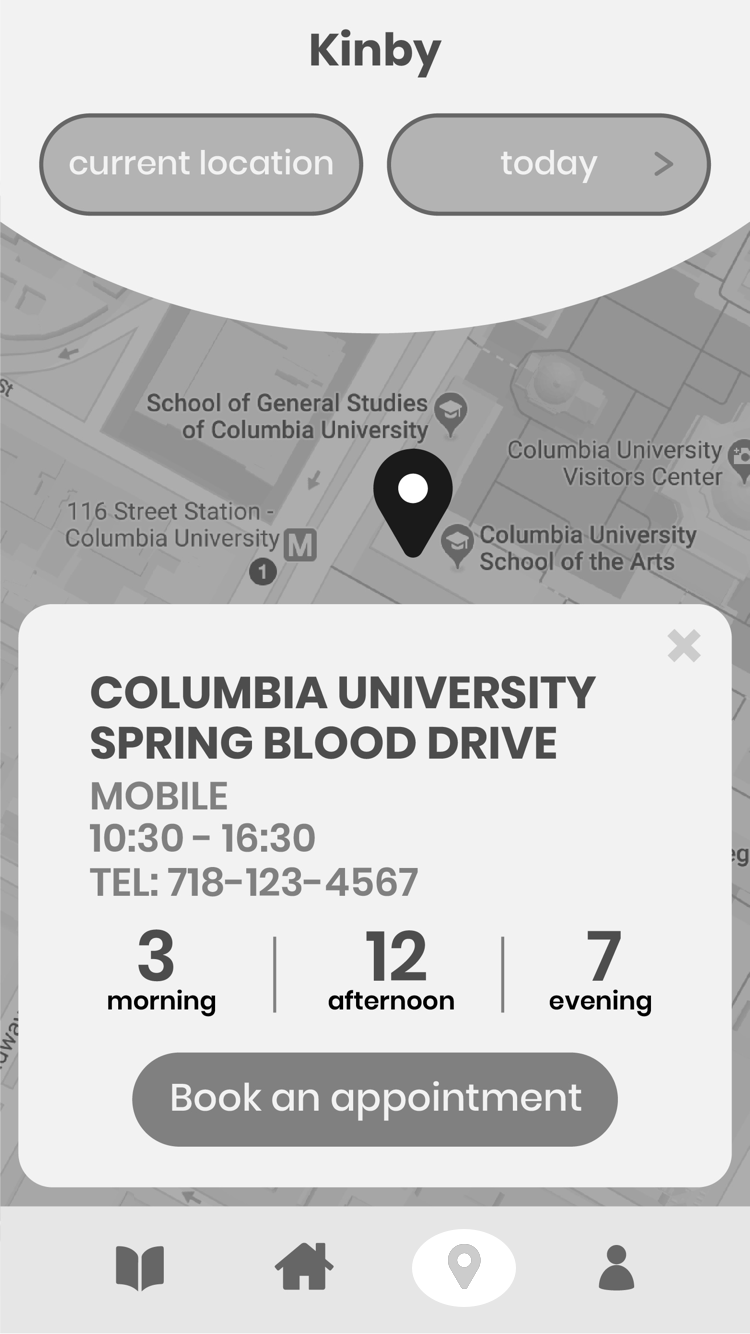 Kinby
current location
today
St
School of General Studies
of Columbia University
Columbia University
Visitors Center
116 Street Station -
Columbia University
M
1
Columbia University
School of the Arts
COLUMBIA UNIVERSITY
SPRING BLOOD DRIVE
MOBILE
10:30 - 16:30
TEL: 718-123-4567
3
morning
12
afternoon
7
evening
Book an appointment